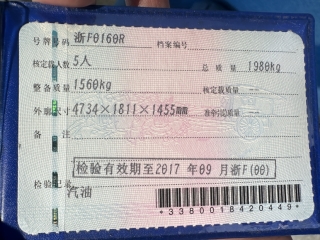 号牌号码 浙F0160R 档案编号
核定载人数 5人 总质量 1980kg
整备质量 1560kg 核定载质量 --
外廓尺寸 4734×1811×1455mm 准牵引总质量 --
备注
检验有效期至2017 年09 月浙F(00)
检验记录
汽油
*3380018420449*